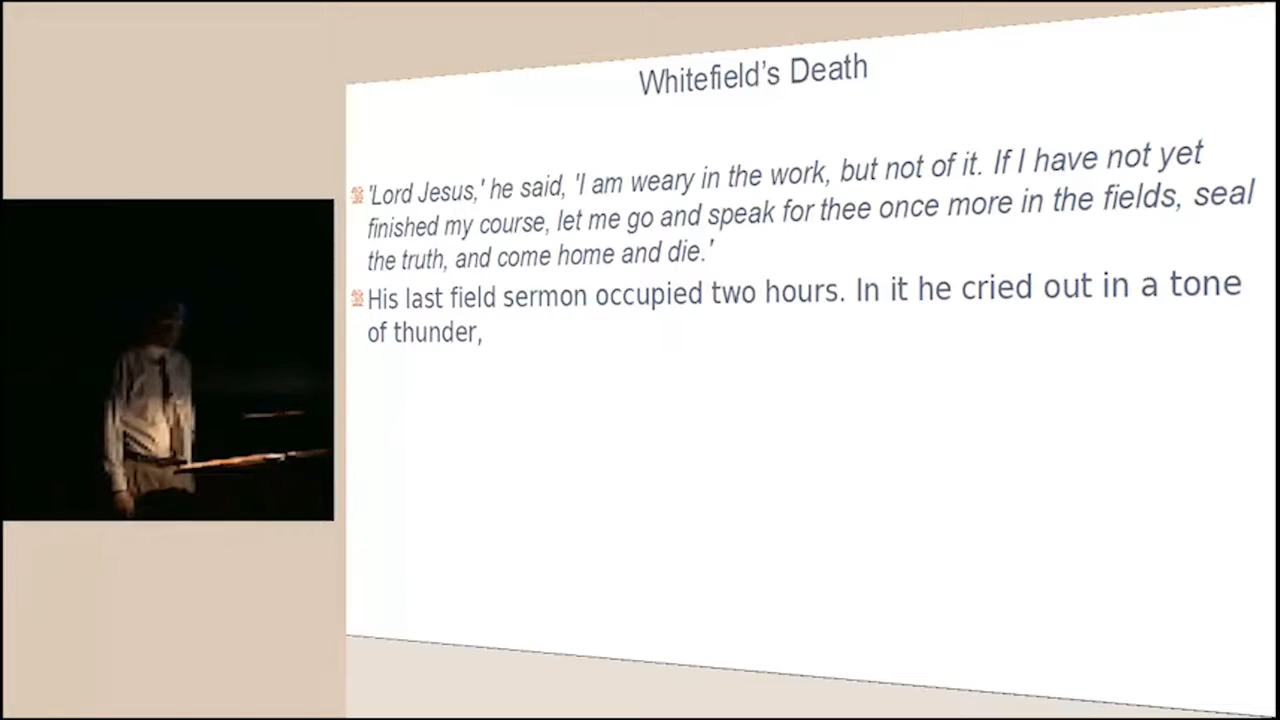 Whitefield’s Death
'Lord Jesus,' he said, 'I am weary in the work, but not of it. If I have not yet
finished my course, let me go and speak for thee once more in the fields, seal
the truth, and come home and die.'
His last field sermon occupied two hours. In it he cried out in a tone
of thunder,